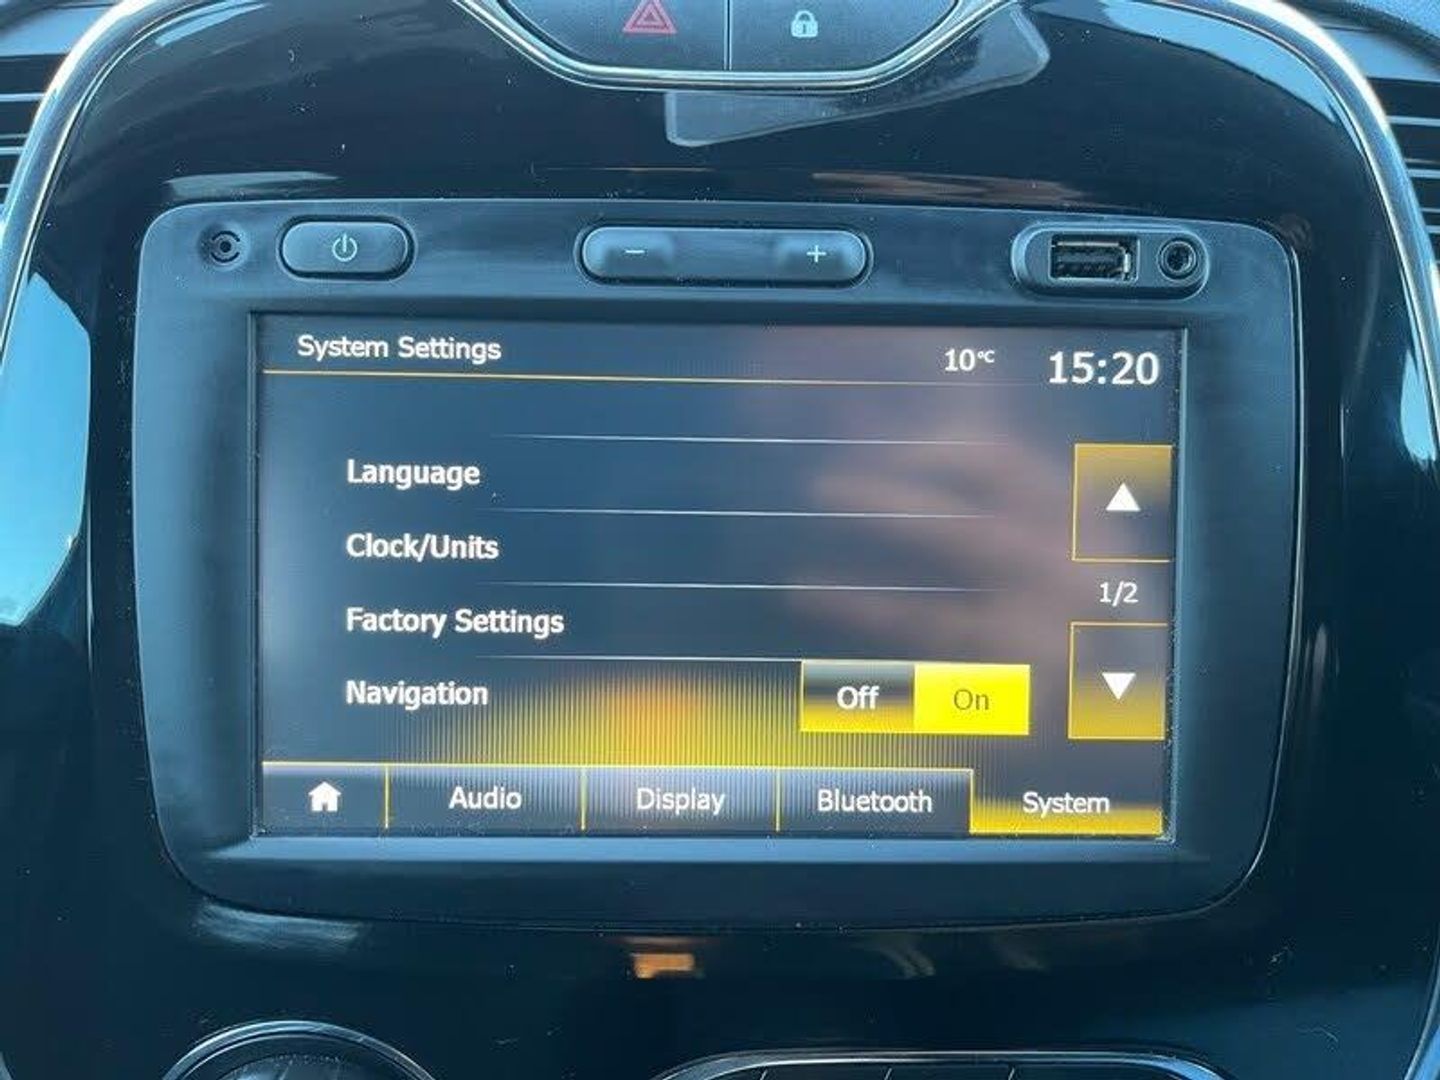 System Settings
10°C
15:20
Language
Clock/Units
1/2
Factory Settings
Navigation
Off
On
Audio
Display
Bluetooth
System